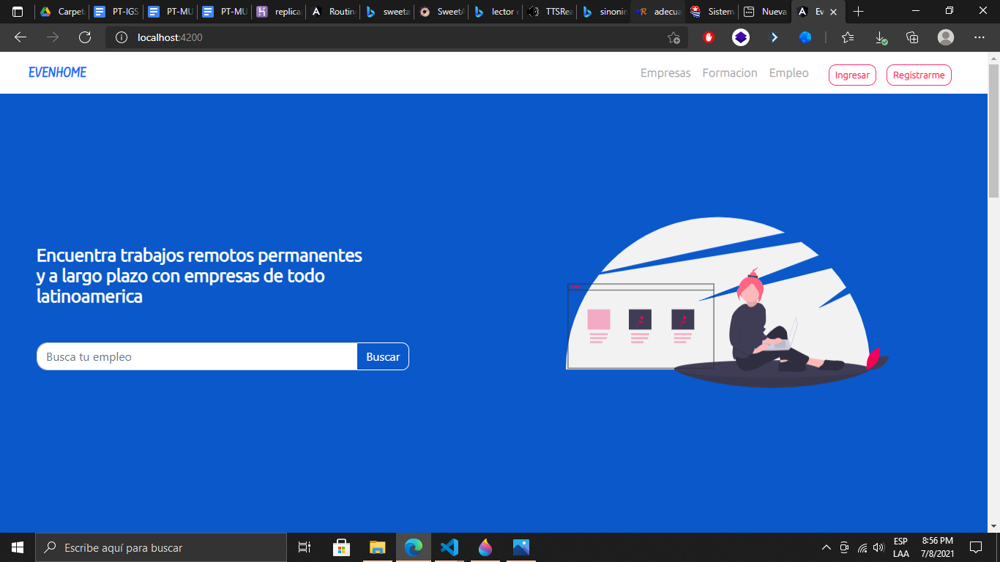 Carpet
PT-IGS
PT-MU
PT-MU
replica
Routin
sweeta
SweetA
lector e
TTSRea
sinonin
adecua
Sistem
Nueva
Ev
localhost:4200
EVENHOME
Empresas
Formacion
Empleo
Ingresar
Registrarme
Encuentra trabajos remotos permanentes
y a largo plazo con empresas de todo
latinoamerica
Busca tu empleo
Buscar
Escribe aquí para buscar
ESP
LAA
8:56 PM
7/8/2021